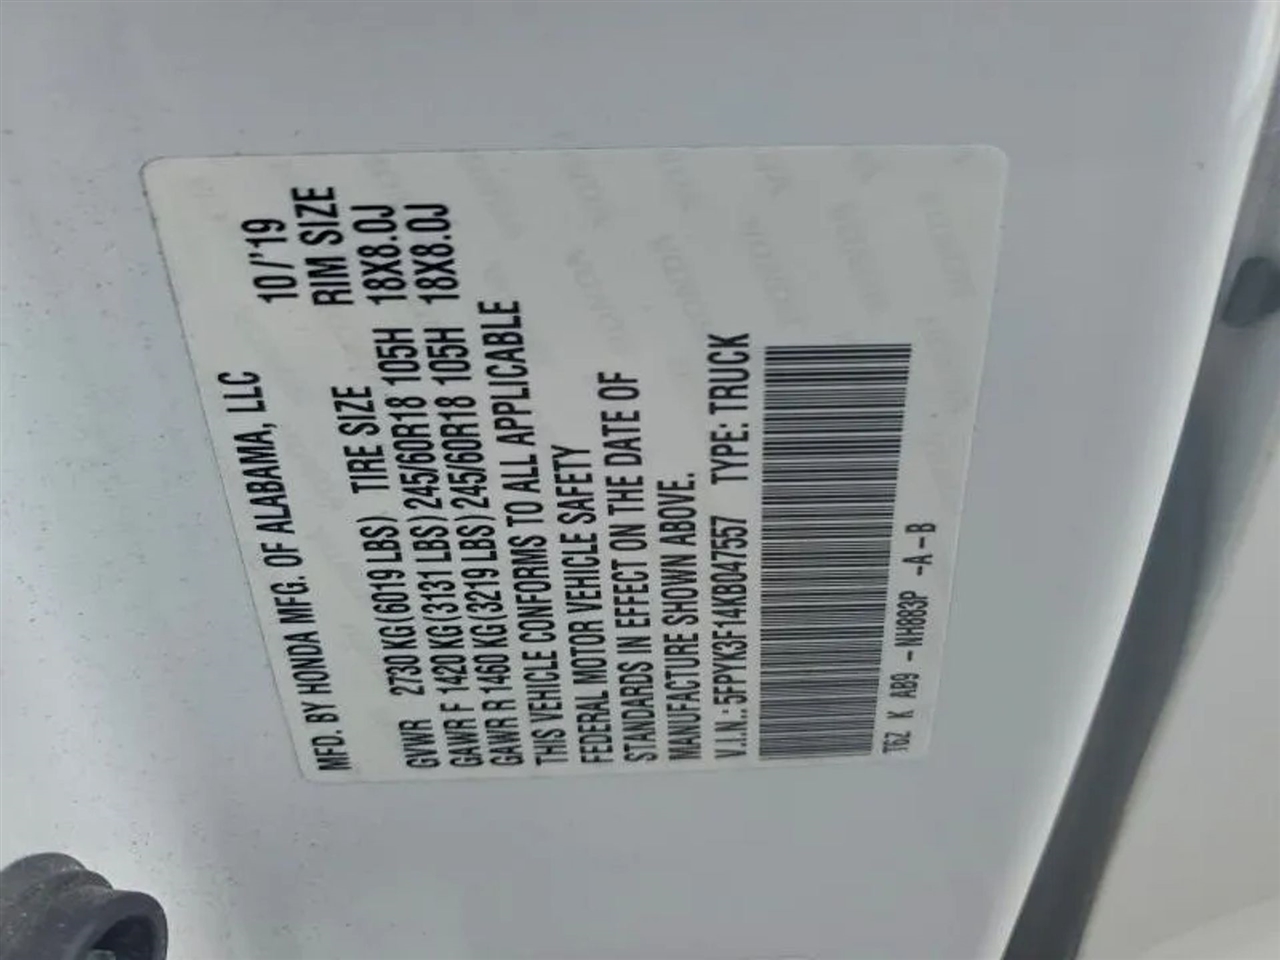 MFD. BY HONDA MFG. OF ALABAMA, LLC 10/'19
TIRE SIZE RIM SIZE
GVWR 2730 KG(6019 LBS)
GAWR F 1420 KG(3131 LBS) 245/60R18 105H 18X8.0J
GAWR R 1460 KG(3219 LBS) 245/60R18 105H 18X8.0J
THIS VEHICLE CONFORMS TO ALL APPLICABLE
FEDERAL MOTOR VEHICLE SAFETY
STANDARDS IN EFFECT ON THE DATE OF
MANUFACTURE SHOWN ABOVE.
V.I.N.: 5FPYK3F14KB047557 TYPE: TRUCK
T6Z K AB9 -NH883P -A-B